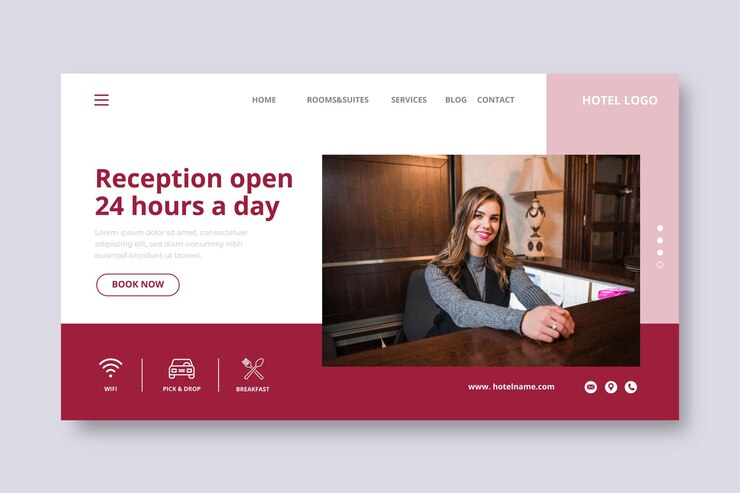 HOME ROOMS&SUITES SERVICES BLOG CONTACT HOTEL LOGO
Reception open
24 hours a day
Lorem ipsum dolor sit amet, consectetuer
adipiscing elit, sed diam nonummy nibh
euismod tincidunt ut laoreet.
BOOK NOW
WIFI PICK & DROP BREAKFAST
www. hotelname.com